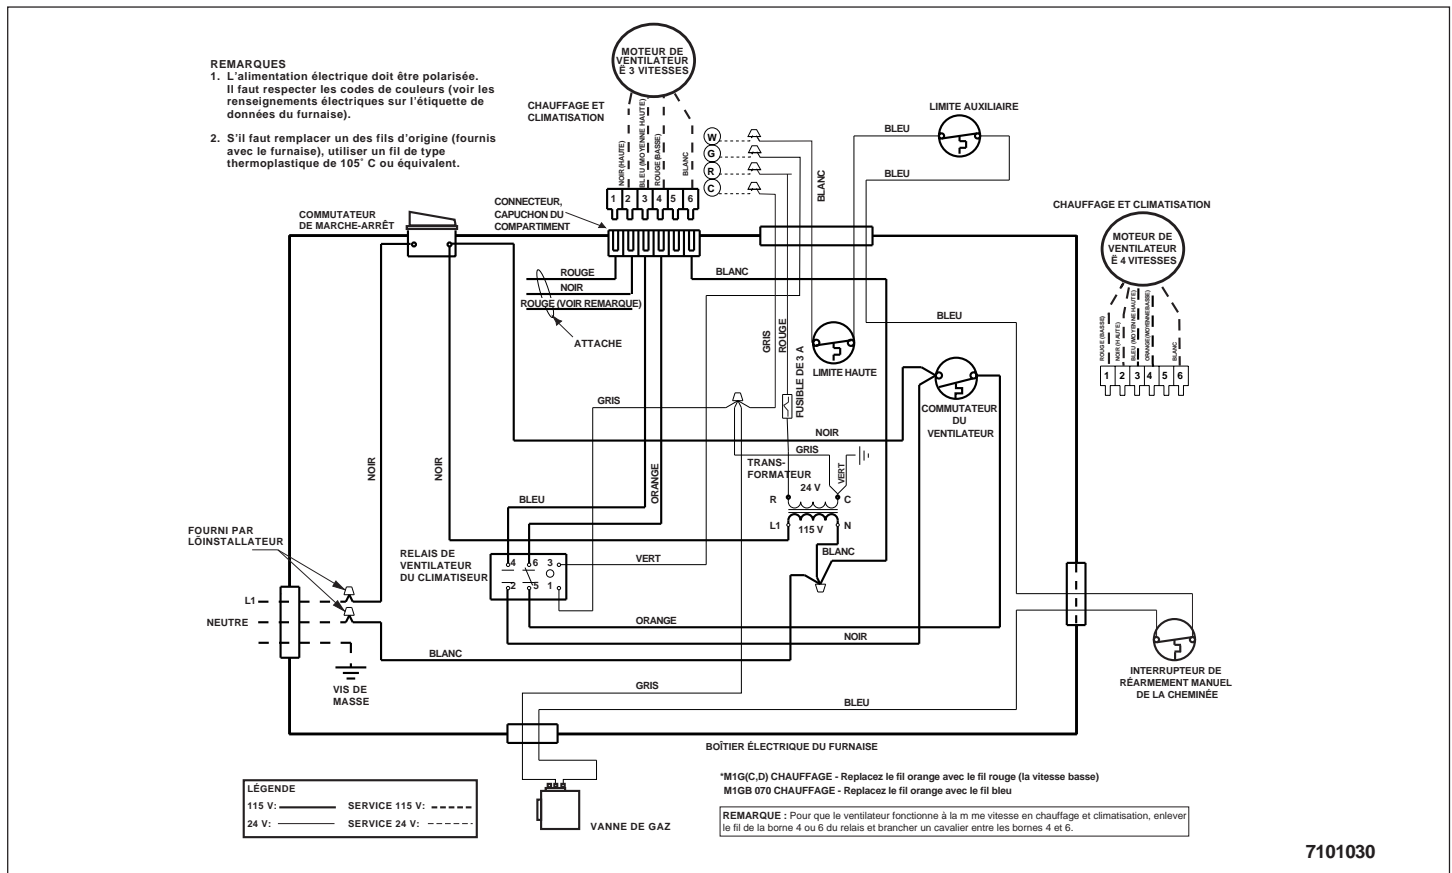 REMARQUES
1. L'alimentation électrique doit être polarisée.
Il faut respecter les codes de couleurs (voir les
renseignements électriques sur l'étiquette de
données du furnaise).
2. S'il faut remplacer un des fils d'origine (fournis
avec le furnaise), utiliser un fil de type
thermoplastique de 105° C ou équivalent.
MOTEUR DE
VENTILATEUR
Ë 3 VITESSES
CHAUFFAGE ET
CLIMATISATION
NOIR (HAUTE)
BLEU (MOYENNE HAUTE)
ROUGE (BASSE)
BLANC
1 2 3 4 5 6
W
G
R
C
BLANC
LIMITE AUXILIAIRE
BLEU
BLEU
CHAUFFAGE ET CLIMATISATION
MOTEUR DE
VENTILATEUR
Ë 4 VITESSES
ROUGE (BASSE)
NOIR (HAUTE)
BLEU (MOYENNE HAUTE)
ORANGE(MOYENNEBASSE)
BLANC
1 2 3 4 5 6
COMMUTATEUR
DE MARCHE-ARRÊT
CONNECTEUR,
CAPUCHON DU
COMPARTIMENT
ROUGE
NOIR
ROUGE (VOIR REMARQUE)
ATTACHE
BLANC
GRIS
ROUGE
FUSIBLE DE 3 A
LIMITE HAUTE
BLEU
COMMUTATEUR
DU
VENTILATEUR
GRIS
NOIR
GRIS
VERT
TRANS-
FORMATEUR
24 V
R
C
L1
115 V
N
BLANC
NOIR
NOIR
ORANGE
BLEU
FOURNI PAR
LÕINSTALLATEUR
RELAIS DE
VENTILATEUR
DU CLIMATISEUR
4 6 3
2 5 1
VERT
L1
NEUTRE
ORANGE
NOIR
BLANC
VIS DE
MASSE
GRIS
BLEU
INTERRUPTEUR DE
RÉARMEMENT MANUEL
DE LA CHEMINÉE
BOÎTIER ÉLECTRIQUE DU FURNAISE
VANNE DE GAZ
LÉGENDE
115 V:
SERVICE 115 V:
24 V:
SERVICE 24 V:
*M1G(C,D) CHAUFFAGE - Replacez le fil orange avec le fil rouge (la vitesse basse)
M1GB 070 CHAUFFAGE - Replacez le fil orange avec le fil bleu
REMARQUE : Pour que le ventilateur fonctionne à la m me vitesse en chauffage et climatisation, enlever
le fil de la borne 4 ou 6 du relais et brancher un cavalier entre les bornes 4 et 6.
7101030